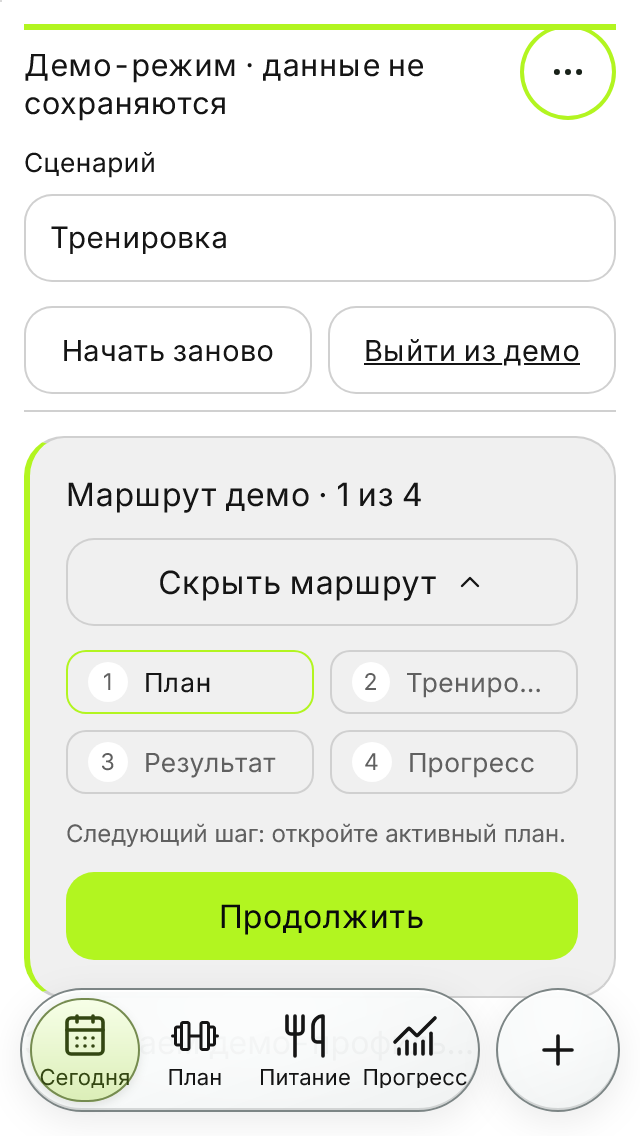 Демо-режим · данные не
сохраняются
Сценарий
Тренировка
Начать заново
Выйти из демо
Маршрут демо · 1 из 4
Скрыть маршрут
1 План
2 Трениро...
3 Результат
4 Прогресс
Следующий шаг: откройте активный план.
Продолжить
Сегодня
План
Питание
Прогресс